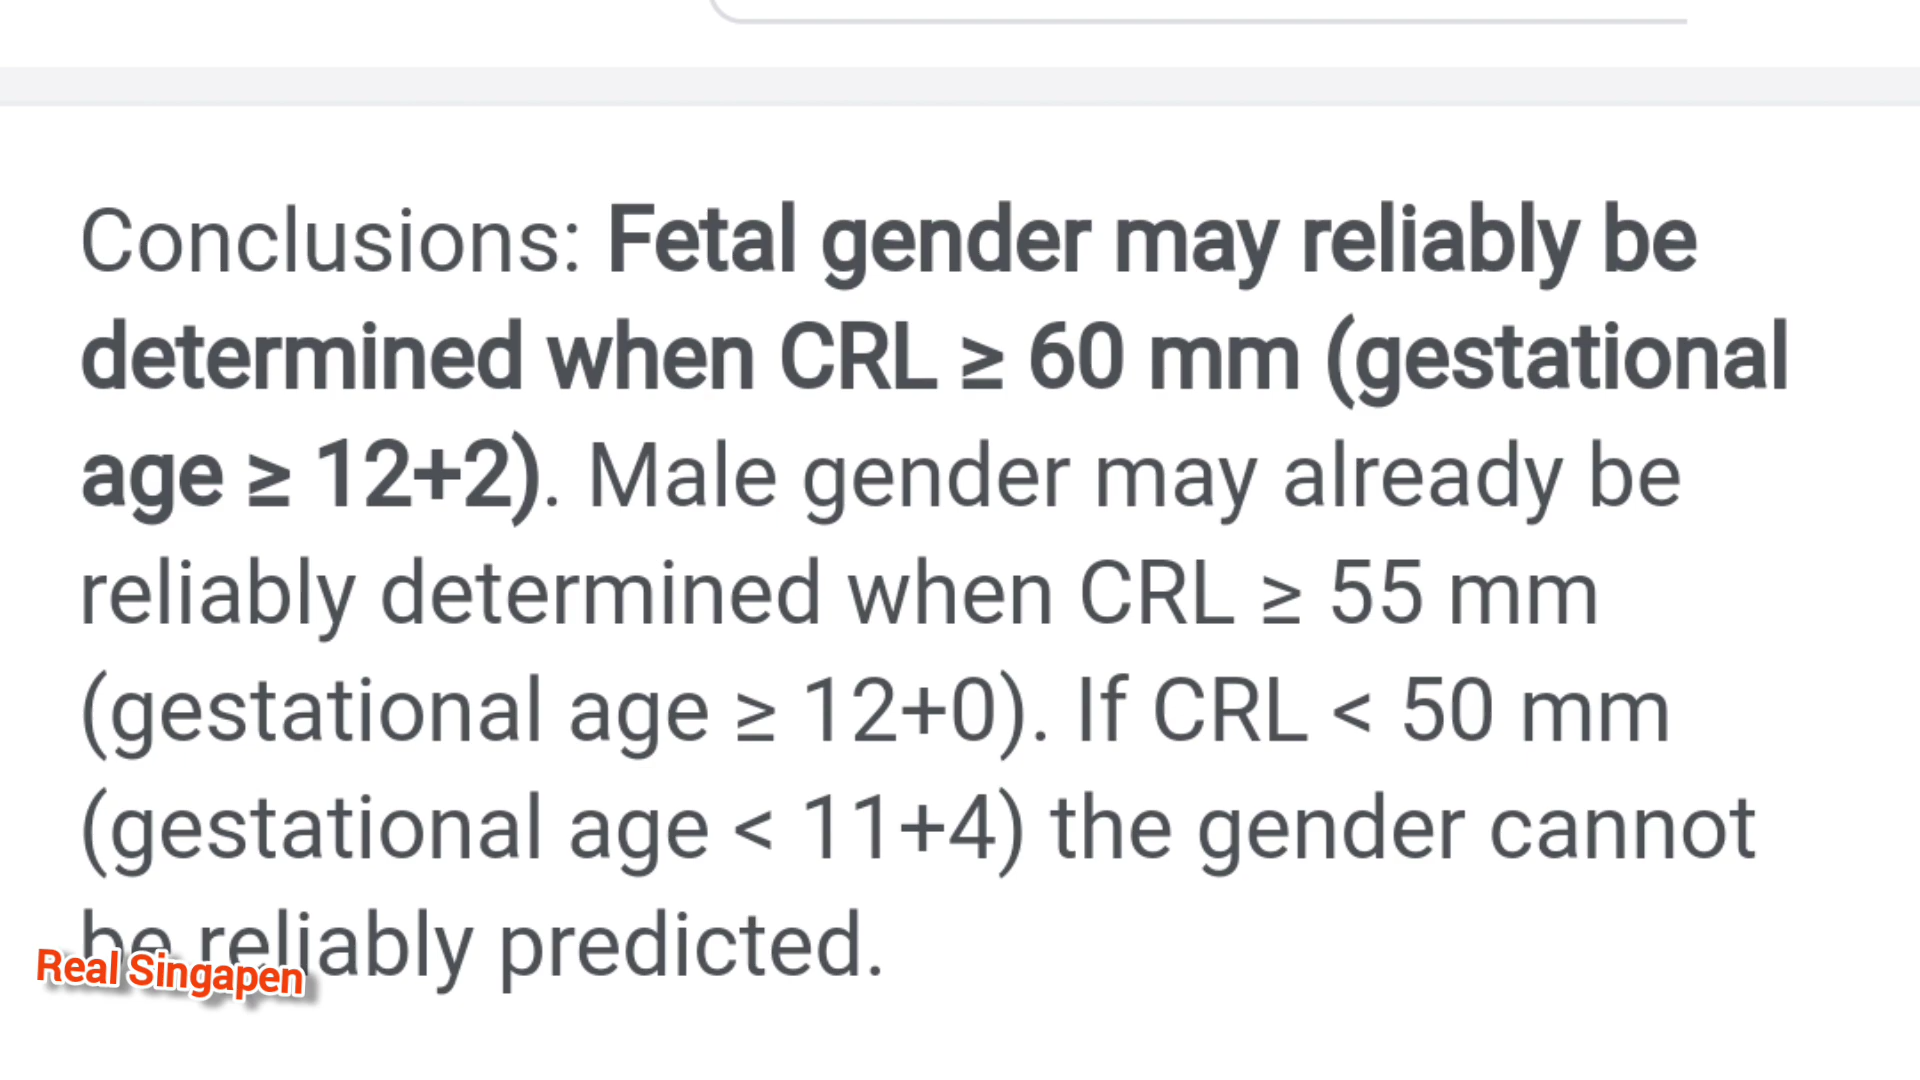 Conclusions: Fetal gender may reliably be
determined when CRL ≥ 60 mm (gestational
age ≥ 12+2). Male gender may already be
reliably determined when CRL ≥ 55 mm
(gestational age ≥ 12+0). If CRL < 50 mm
(gestational age < 11+4) the gender cannot
be reliably predicted.
Real Singapen